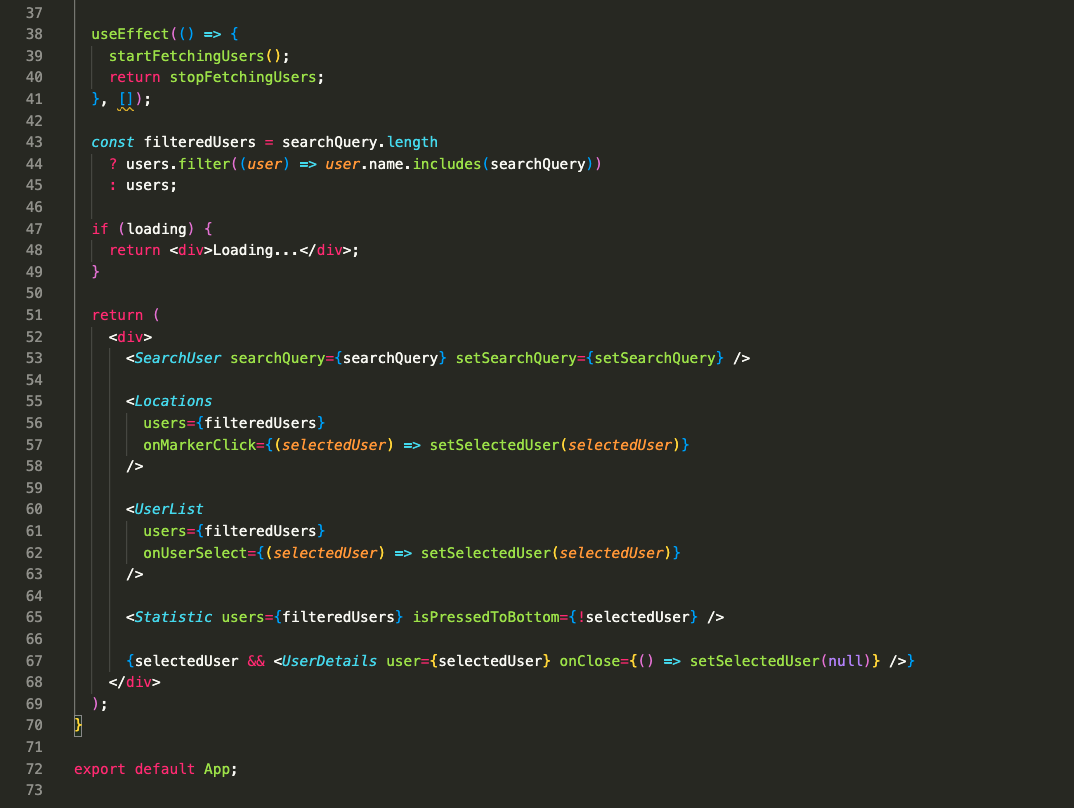 37
38 useEffect(() => {
39 startFetchingUsers();
40 return stopFetchingUsers;
41 }, []);
42
43 const filteredUsers = searchQuery.length
44 ? users.filter((user) => user.name.includes(searchQuery))
45 : users;
46
47 if (loading) {
48 return <div>Loading...</div>;
49 }
50
51 return (
52 <div>
53 <SearchUser searchQuery={searchQuery} setSearchQuery={setSearchQuery} />
54
55 <Locations
56 users={filteredUsers}
57 onMarkerClick={(selectedUser) => setSelectedUser(selectedUser)}
58 />
59
60 <UserList
61 users={filteredUsers}
62 onUserSelect={(selectedUser) => setSelectedUser(selectedUser)}
63 />
64
65 <Statistic users={filteredUsers} isPressedToBottom={!selectedUser} />
66
67 {selectedUser && <UserDetails user={selectedUser} onClose={() => setSelectedUser(null)} />}
68 </div>
69 );
70 }
71
72 export default App;
73